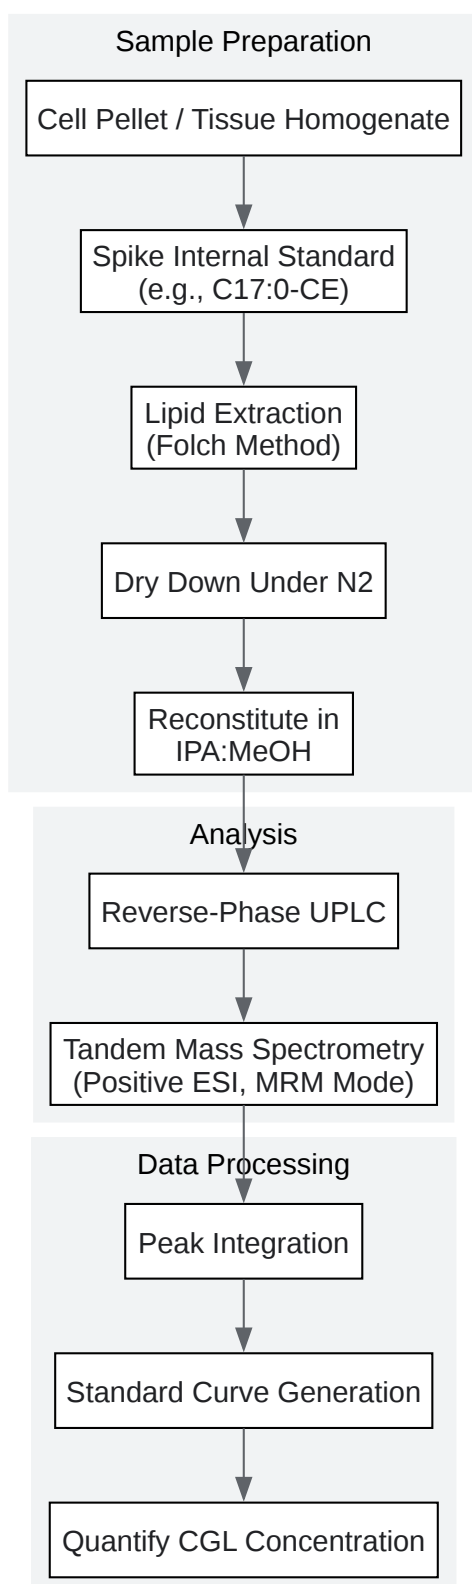 Sample Preparation
Cell Pellet / Tissue Homogenate
Spike Internal Standard
(e.g., C17:0-CE)
Lipid Extraction
(Folch Method)
Dry Down Under N2
Reconstitute in
IPA:MeOH
Analysis
Reverse-Phase UPLC
Tandem Mass Spectrometry
(Positive ESI, MRM Mode)
Data Processing
Peak Integration
Standard Curve Generation
Quantify CGL Concentration